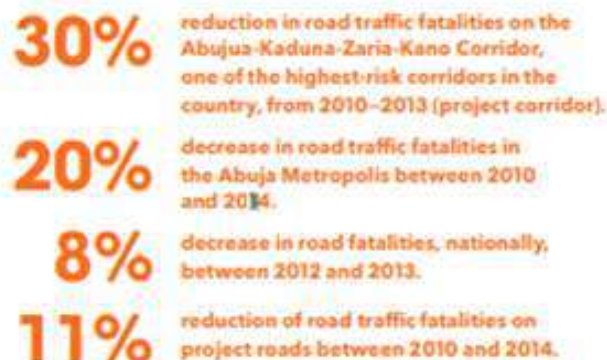 30%
reduction in road traffic fatalities on the
Abujua-Kaduna-Zaria-Kano Corridor,
one of the highest-risk corridors in the
country, from 2010–2013 (project corridor).
20%
decrease in road traffic fatalities in
the Abuja Metropolis between 2010
and 2014.
8%
decrease in road fatalities, nationally,
between 2012 and 2013.
11%
reduction of road traffic fatalities on
project roads between 2010 and 2014.